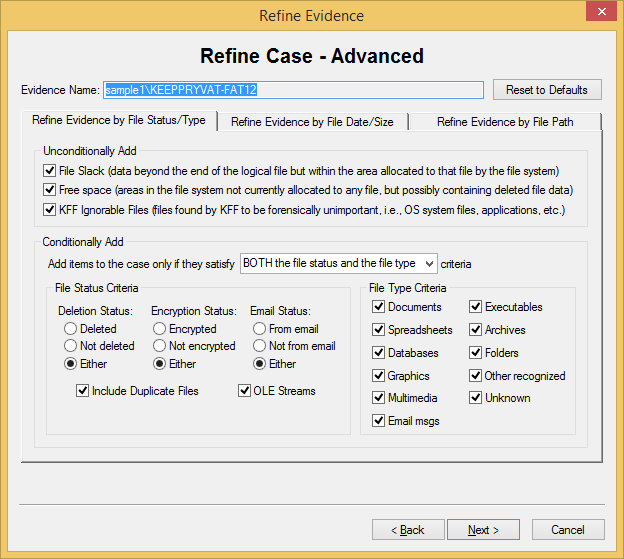 Refine Evidence
Refine Case - Advanced
Evidence Name: sample1\KEEPPRYVAT-FAT12 Reset to Defaults
Refine Evidence by File Status/Type Refine Evidence by File Date/Size Refine Evidence by File Path
Unconditionally Add
File Slack (data beyond the end of the logical file but within the area allocated to that file by the file system)
Free space (areas in the file system not currently allocated to any file, but possibly containing deleted file data)
KFF Ignorable Files (files found by KFF to be forensically unimportant, i.e., OS system files, applications, etc.)
Conditionally Add
Add items to the case only if they satisfy BOTH the file status and the file type criteria
File Status Criteria File Type Criteria
Deletion Status: Encryption Status: Email Status: Documents Executables
Deleted Encrypted From email Spreadsheets Archives
Not deleted Not encrypted Not from email Databases Folders
Either Either Either Graphics Other recognized
Include Duplicate Files OLE Streams Multimedia Unknown
Email msgs
< Back Next > Cancel